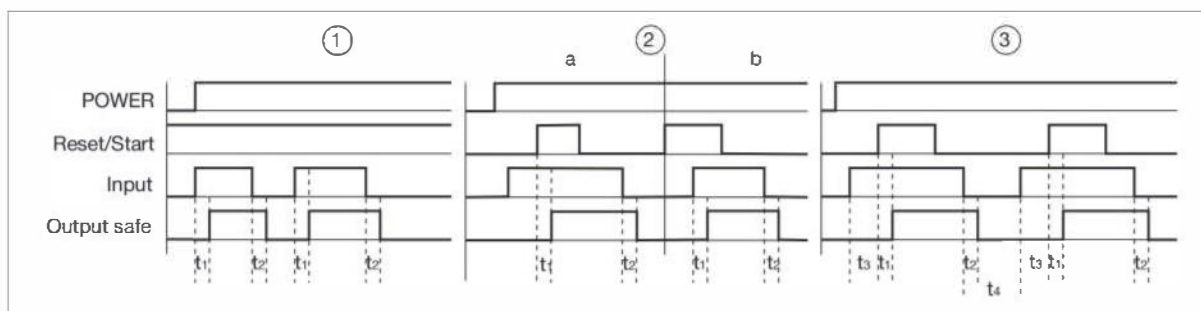 ① ② ③
a b
POWER
Reset/Start
Input
Output safe
t₁ t₂ t₁ t₂ t₁ t₂ t₁ t₂ t₃ t₁ t₂ t₃ t₁ t₂
t₄